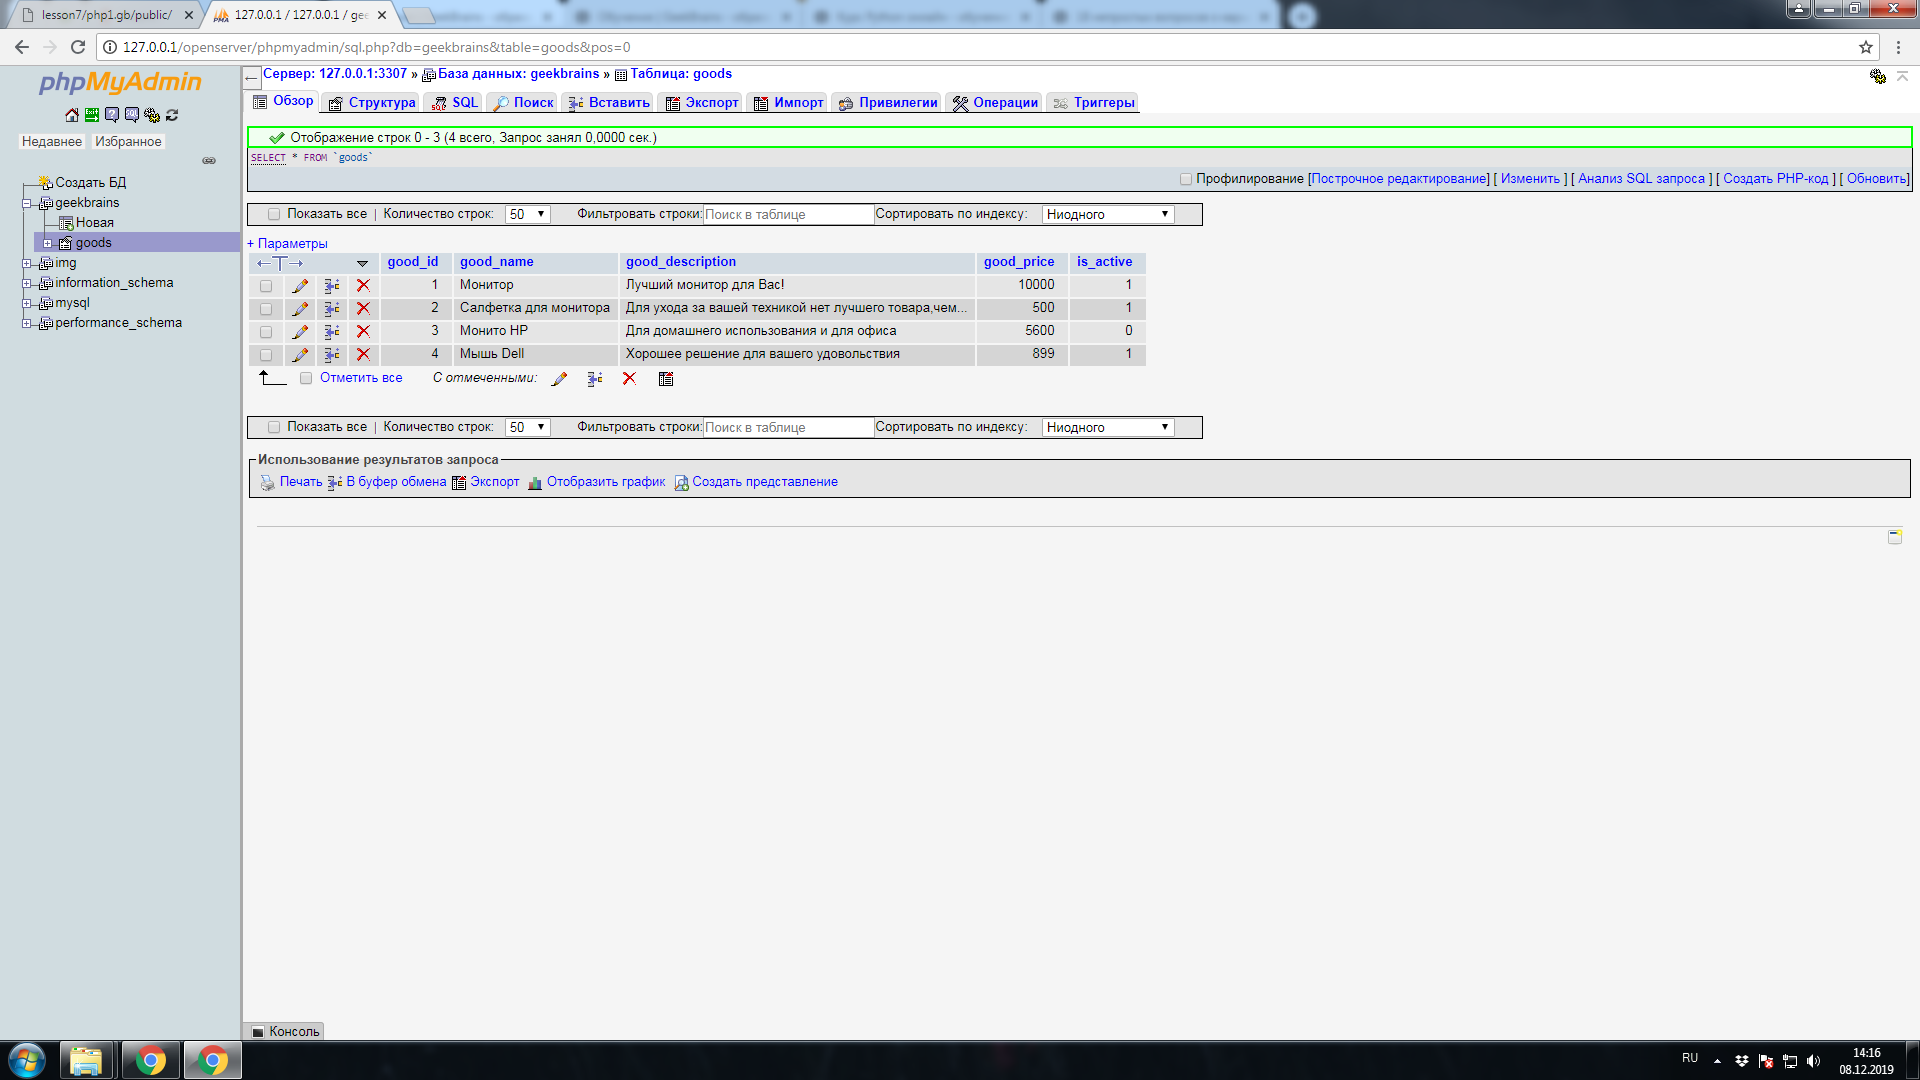 lesson7/php1.gb/public/
127.0.0.1 / 127.0.0.1 / gee
127.0.0.1/openserver/phpmyadmin/sql.php?db=geekbrains&table=goods&pos=0
phpMyAdmin
Недавнее Избранное
Создать БД
geekbrains
Новая
goods
img
information_schema
mysql
performance_schema
Сервер: 127.0.0.1:3307 » База данных: geekbrains » Таблица: goods
Обзор Структура SQL Поиск Вставить Экспорт Импорт Привилегии Операции Триггеры
Отображение строк 0 - 3 (4 всего, Запрос занял 0,0000 сек.)
SELECT * FROM `goods`
Профилирование [Построчное редактирование] [ Изменить ] [ Анализ SQL запроса ] [ Создать PHP-код ] [ Обновить]
Показать все | Количество строк: 50 Фильтровать строки: Поиск в таблице Сортировать по индексу: Ниодного
+ Параметры
good_id good_name good_description good_price is_active
1 Монитор Лучший монитор для Вас! 10000 1
2 Салфетка для монитора Для ухода за вашей техникой нет лучшего товара,чем... 500 1
3 Монито HP Для домашнего использования и для офиса 5600 0
4 Мышь Dell Хорошее решение для вашего удовольствия 899 1
Отметить все С отмеченными:
Показать все | Количество строк: 50 Фильтровать строки: Поиск в таблице Сортировать по индексу: Ниодного
Использование результатов запроса
Печать В буфер обмена Экспорт Отобразить график Создать представление
Консоль
RU
14:16
08.12.2019